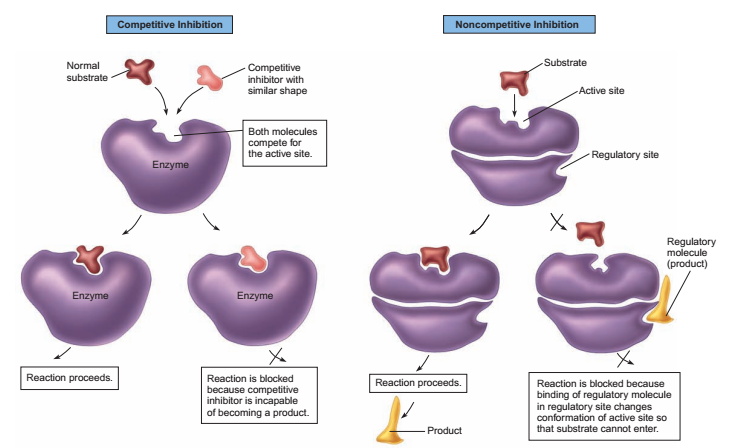 Competitive Inhibition
Normal
substrate
Competitive
inhibitor with
similar shape
Both molecules
compete for
the active site.
Enzyme
Enzyme
Enzyme
Reaction proceeds.
Reaction is blocked
because competitive
inhibitor is incapable
of becoming a product.
Noncompetitive Inhibition
Substrate
Active site
Regulatory site
Regulatory
molecule
(product)
Reaction proceeds.
Product
Reaction is blocked because
binding of regulatory molecule
in regulatory site changes
conformation of active site so
that substrate cannot enter.